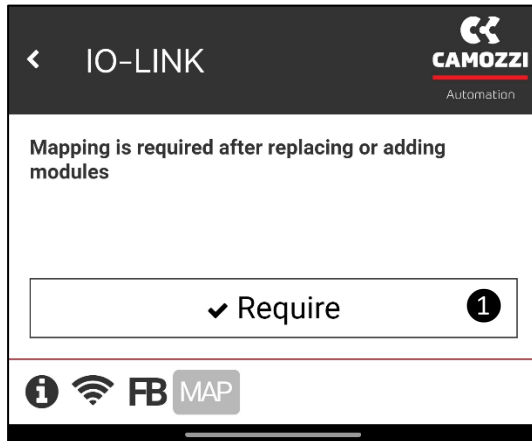 IO-LINK
CAMOZZI
Automation
Mapping is required after replacing or adding
modules
Require
1
FB MAP